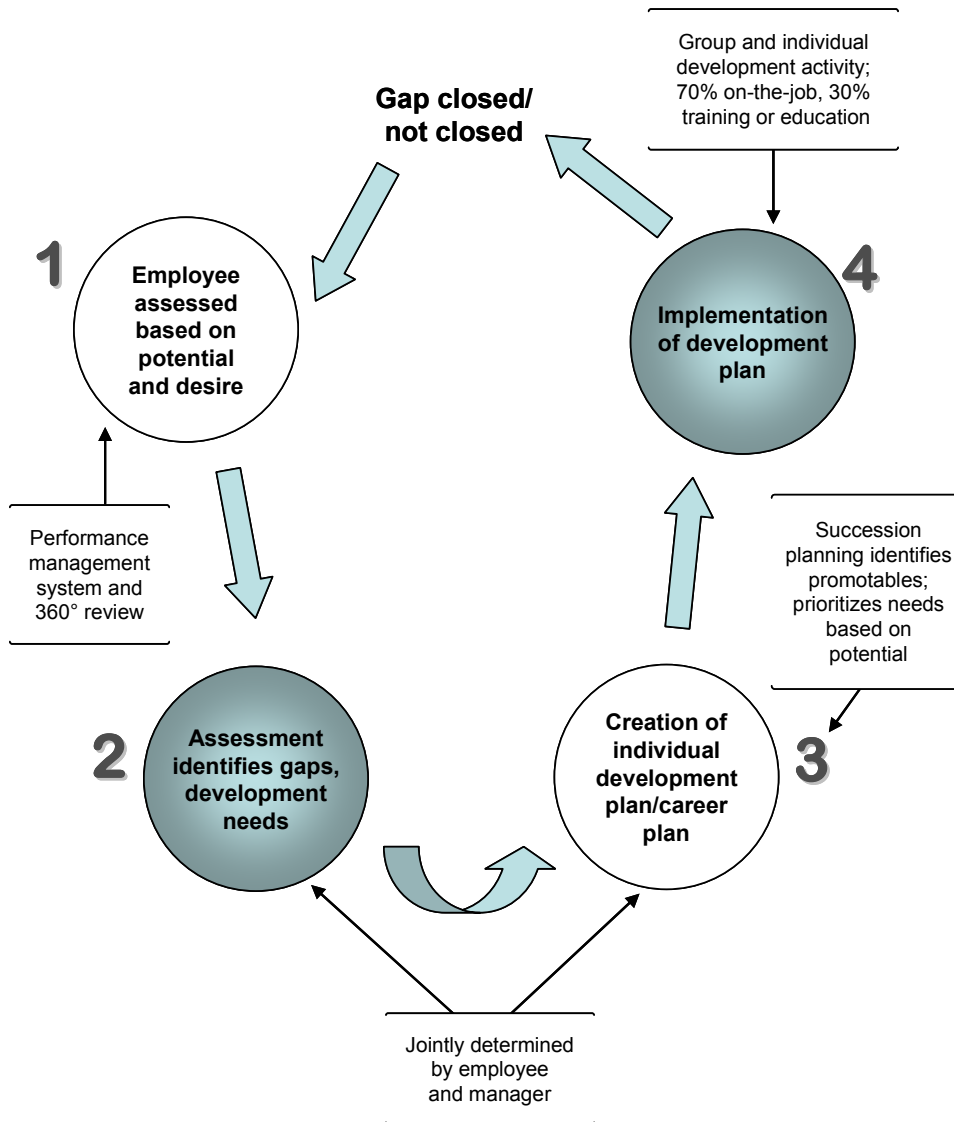 Group and individual
development activity;
70% on-the-job, 30%
training or education
Gap closed/
not closed
1
Employee
assessed
based on
potential
and desire
4
Implementation
of development
plan
Performance
management
system and
360° review
Succession
planning identifies
promotables;
prioritizes needs
based on
potential
2
Assessment
identifies gaps,
development
needs
Creation of
individual
development
plan/career
plan
3
Jointly determined
by employee
and manager